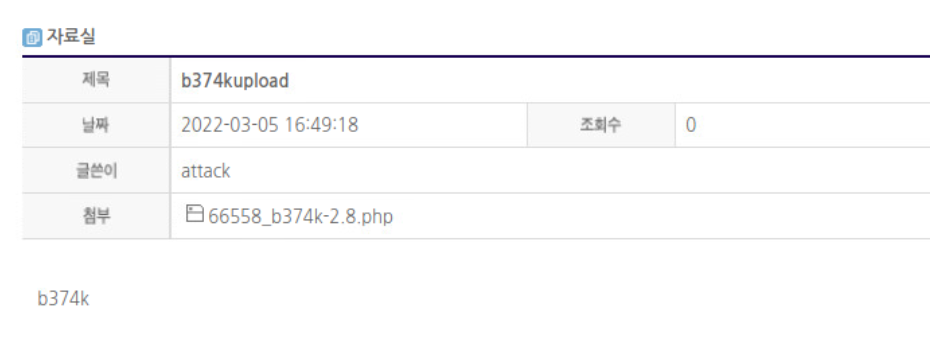 자료실
제목 b374kupload
날짜 2022-03-05 16:49:18 조회수 0
글쓴이 attack
첨부 66558_b374k-2.8.php
b374k